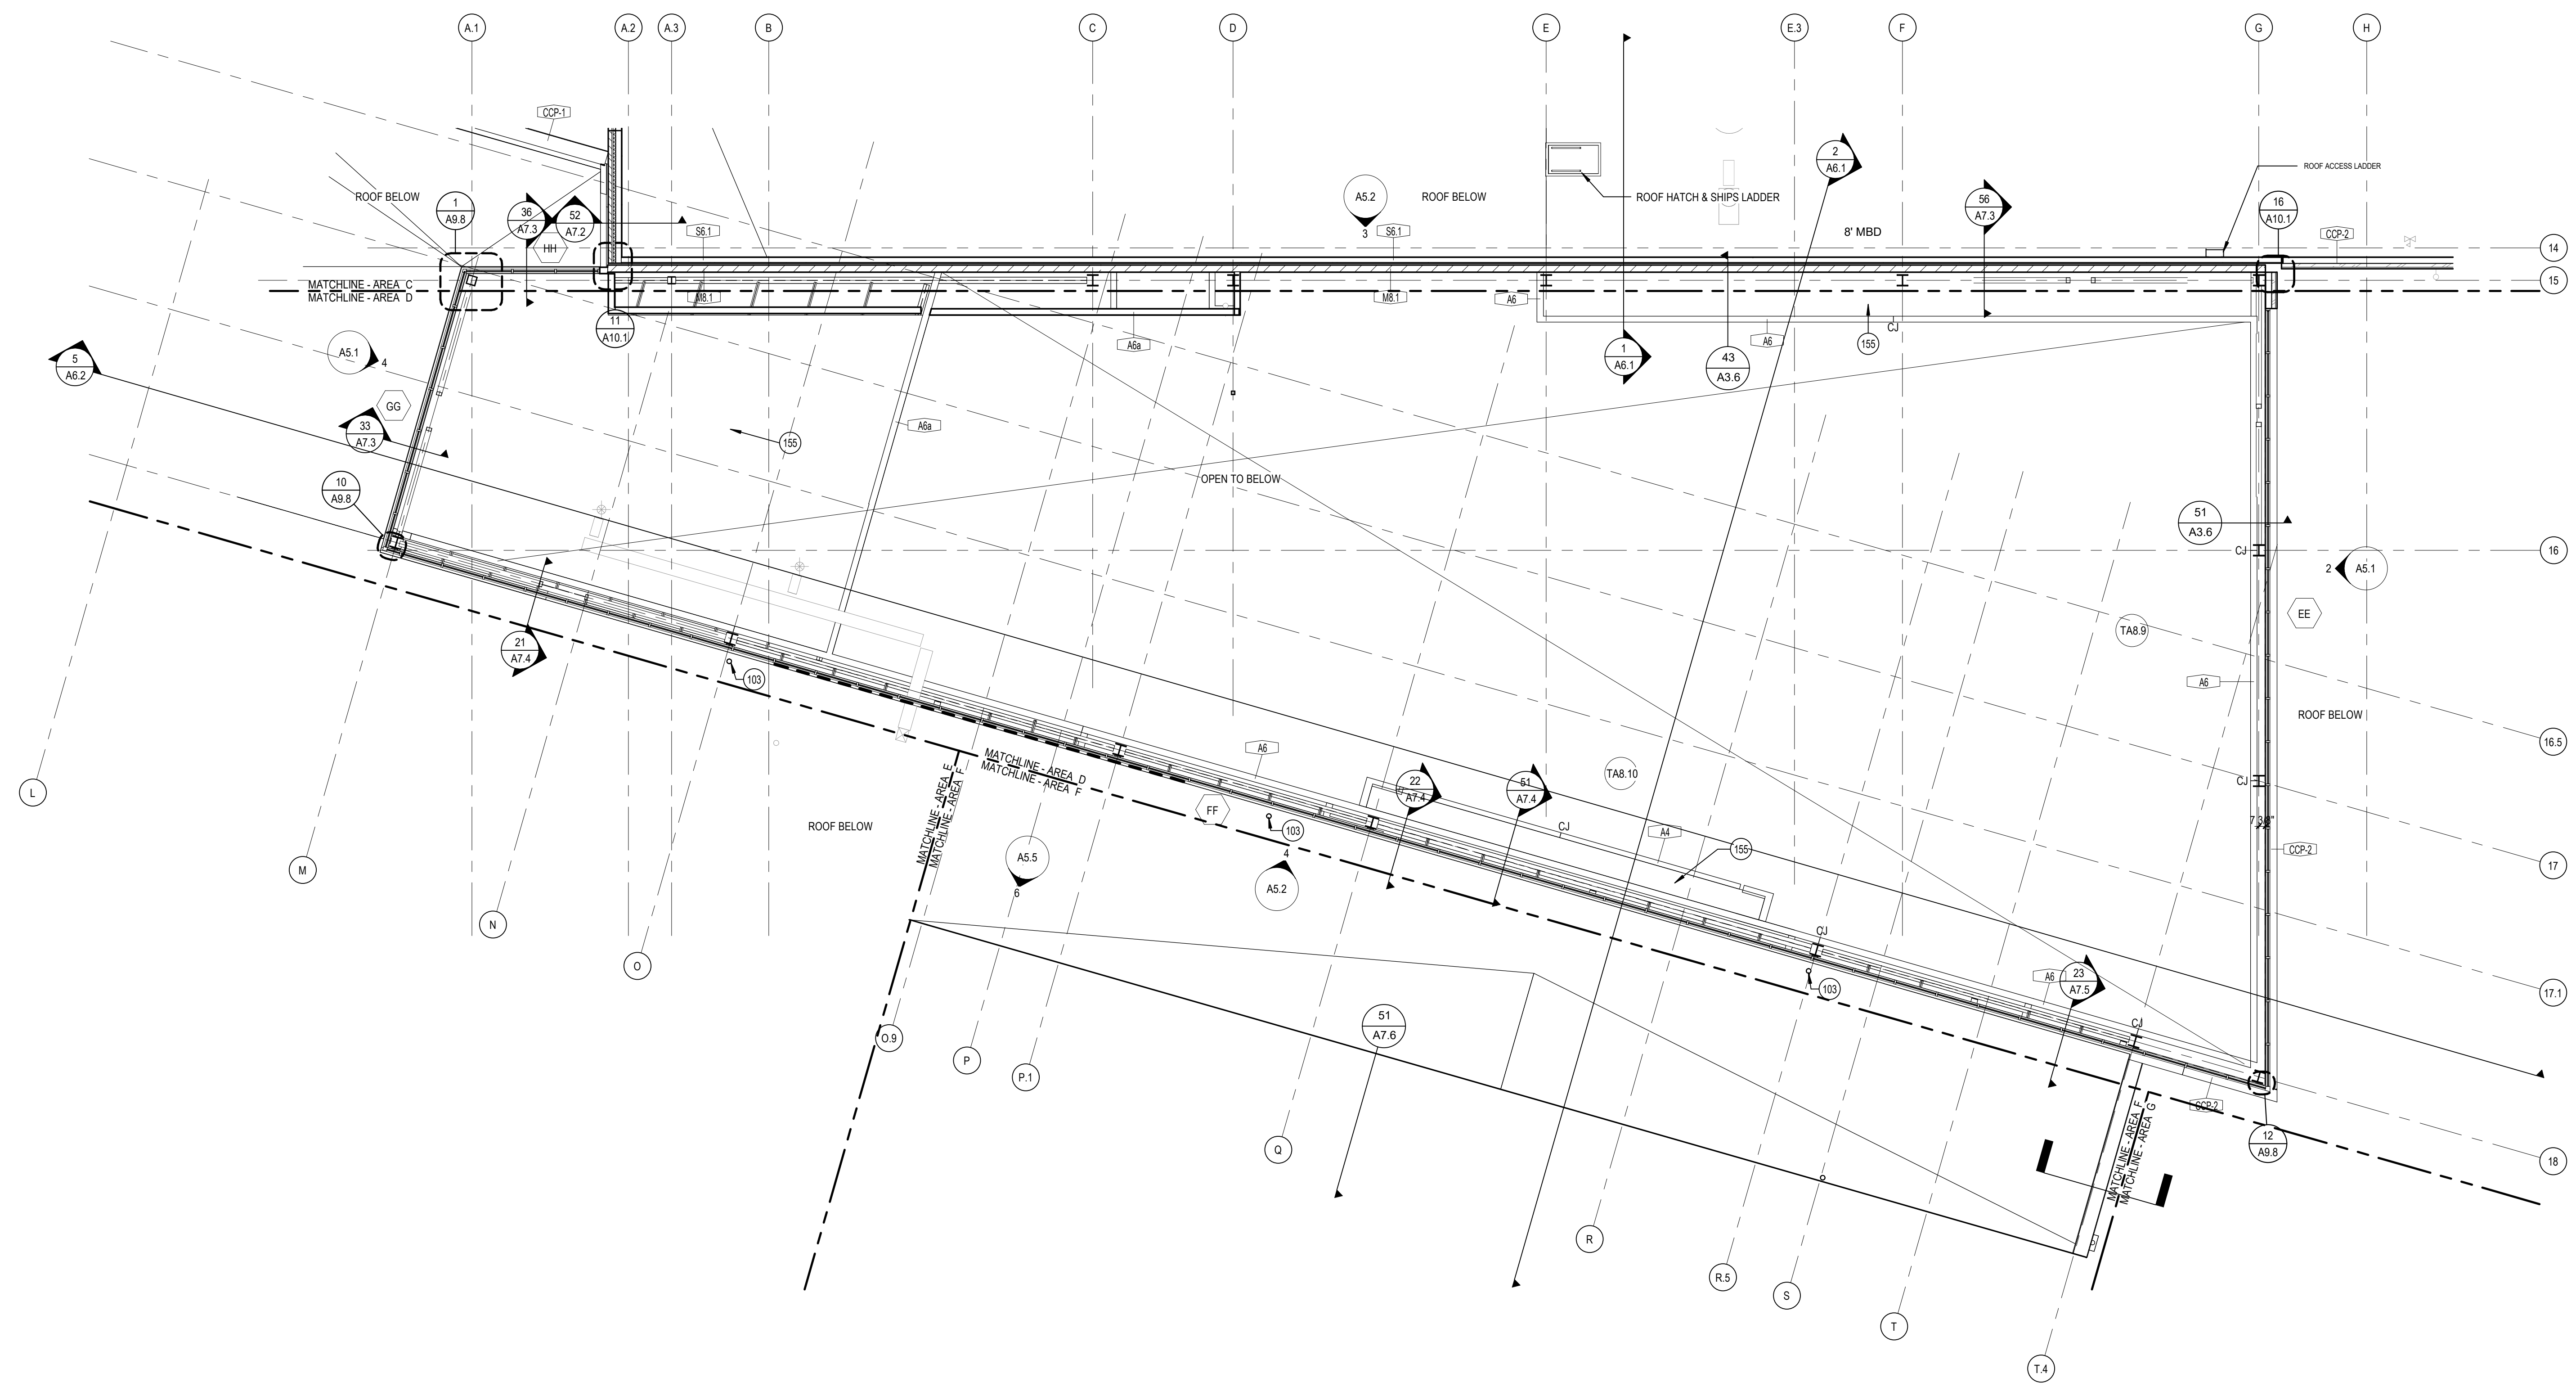 A.1
A.2
A.3
B
C
D
E
E.3
F
G
H
CCP-1
ROOF BELOW
1
A9.8
36
A7.3
52
A7.2
HH
S6.1
A5.2
3
ROOF BELOW
S6.1
ROOF HATCH & SHIPS LADDER
2
A6.1
8' MBD
56
A7.3
ROOF ACCESS LADDER
16
A10.1
CCP-2
14
15
MATCHLINE - AREA C
MATCHLINE - AREA D
M8.1
M8.1
A6
11
A10.1
A6a
A6
CJ
155
1
A6.1
43
A3.6
5
A6.2
A5.1
4
GG
33
A7.3
155
A6a
10
A9.8
OPEN TO BELOW
51
A3.6
CJ
16
2
A5.1
EE
TA8.9
21
A7.4
103
A6
ROOF BELOW
16.5
MATCHLINE - AREA D
MATCHLINE - AREA F
MATCHLINE - AREA E
MATCHLINE - AREA F
A6
TA8.10
CJ
22
A7.4
51
A7.4
FF
ROOF BELOW
103
CJ
A4
155
7 3/8"
CCP-2
17
L
M
N
O
A5.5
6
4
A5.2
CJ
103
A6
23
A7.5
17.1
CJ
51
A7.6
O.9
P
P.1
Q
R
R.5
S
T
T.4
CCP-2
MATCHLINE - AREA F
MATCHLINE - AREA G
12
A9.8
18